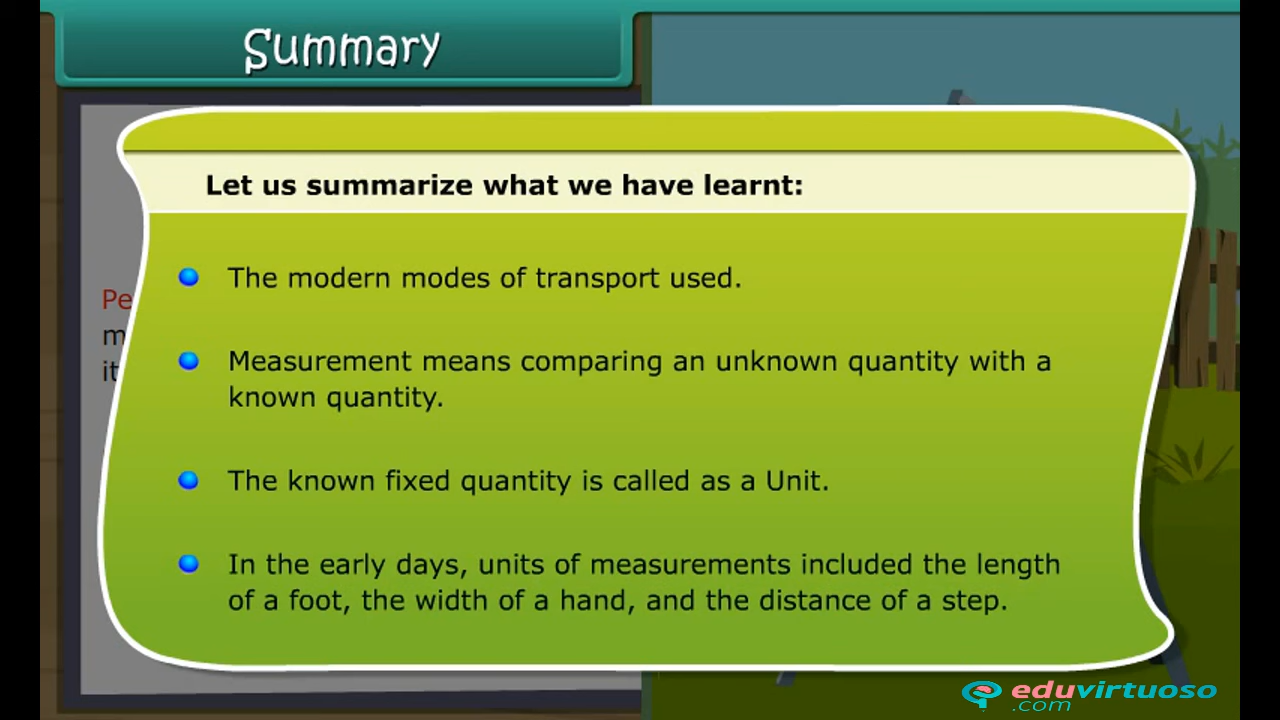 Summary
Let us summarize what we have learnt:
The modern modes of transport used.
Measurement means comparing an unknown quantity with a
known quantity.
The known fixed quantity is called as a Unit.
In the early days, units of measurements included the length
of a foot, the width of a hand, and the distance of a step.
eduvirtuoso
.com